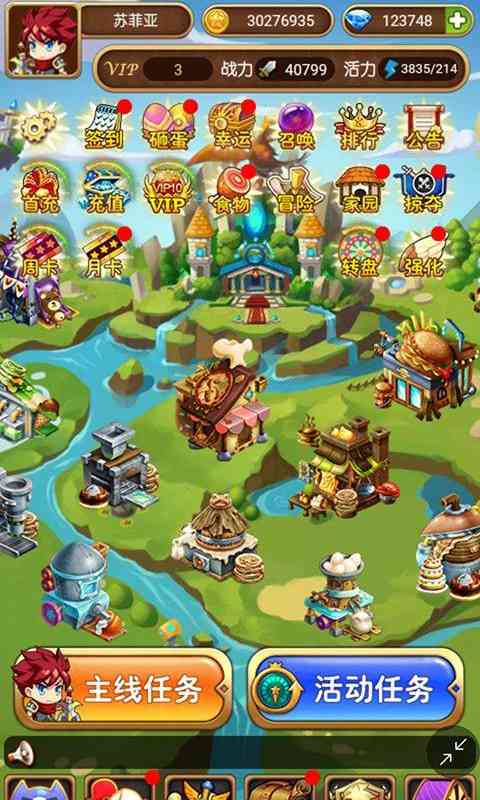 苏菲亚 30276935 123748
VIP 3 战力 40799 活力 3835/214
签到 砸蛋 幸运 召唤 排行 公告
首充 充值 VIP10 VIP 食物 冒险 家园 掠夺
周卡 月卡 转盘 强化
主线任务 活动任务